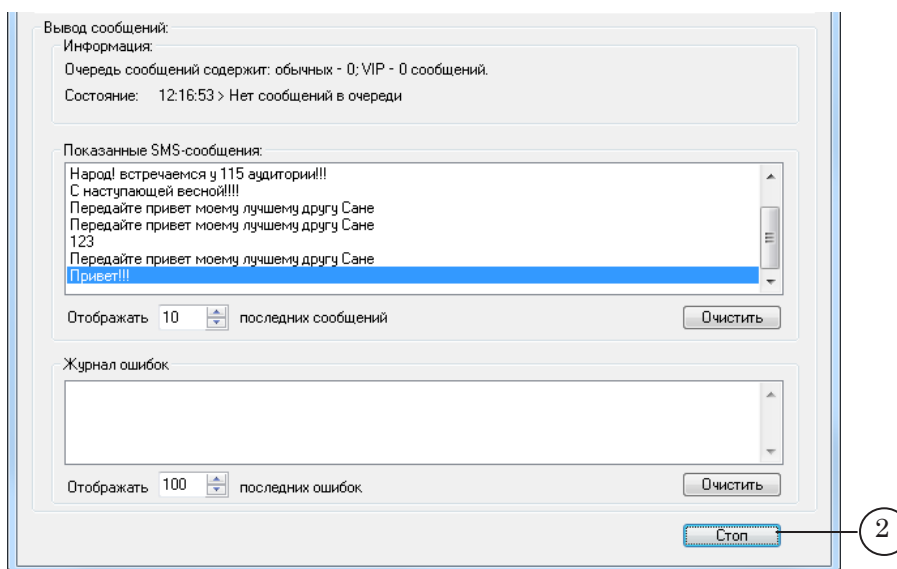 Вывод сообщений:
Информация:
Очередь сообщений содержит: обычных - 0; VIP - 0 сообщений.
Состояние: 12:16:53 > Нет сообщений в очереди
Показанные SMS-сообщения:
Народ! встречаемся у 115 аудитории!!!
С наступающей весной!!!!
Передайте привет моему лучшему другу Сане
Передайте привет моему лучшему другу Сане
123
Передайте привет моему лучшему другу Сане
Привет!!!
Отображать 10 последних сообщений Очистить
Журнал ошибок
Отображать 100 последних ошибок Очистить
Стоп 2